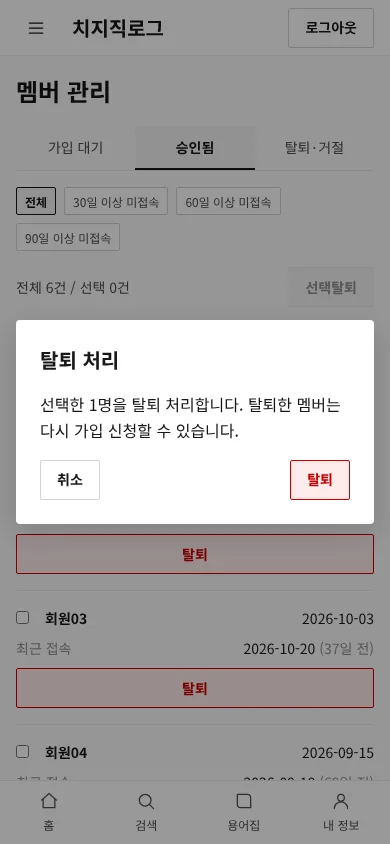 치지직로그
로그아웃
멤버 관리
가입 대기
승인됨
탈퇴·거절
전체
30일 이상 미접속
60일 이상 미접속
90일 이상 미접속
전체 6건 / 선택 0건
선택탈퇴
탈퇴 처리
선택한 1명을 탈퇴 처리합니다. 탈퇴한 멤버는
다시 가입 신청할 수 있습니다.
취소
탈퇴
탈퇴
회원03
2026-10-03
최근 접속
2026-10-20 (37일 전)
탈퇴
회원04
2026-09-15
홈
검색
용어집
내 정보